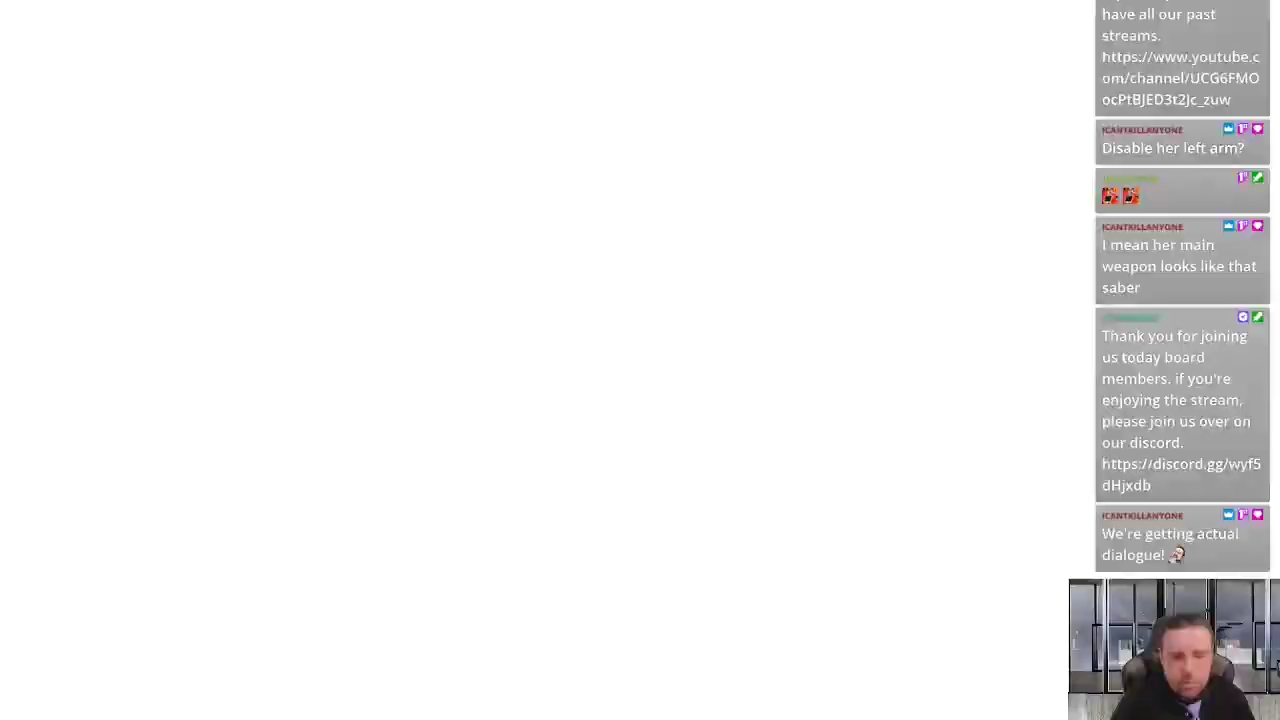 have all our past
streams.
https://www.youtube.c
om/channel/UCG6FMO
ocPtBJED3t2Jc_zuw
ICANTKILLANYONE
Disable her left arm?
ICANTKILLANYONE
I mean her main
weapon looks like that
saber
Thank you for joining
us today board
members. if you're
enjoying the stream,
please join us over on
our discord.
https://discord.gg/wyf5
dHjxdb
ICANTKILLANYONE
We're getting actual
dialogue!